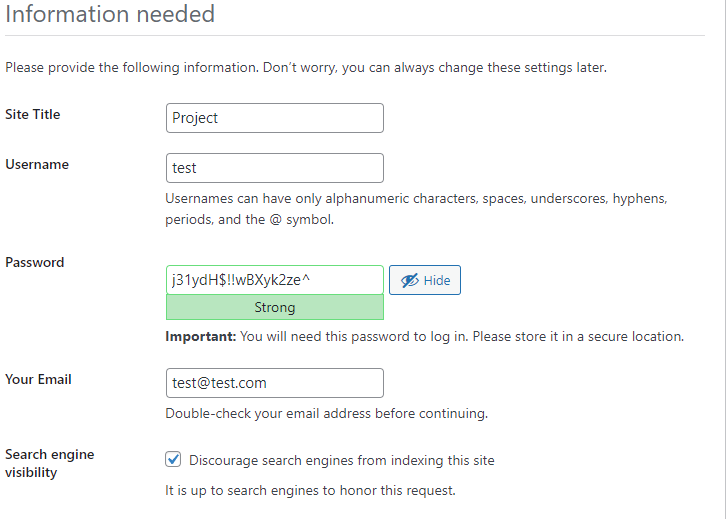 Information needed
Please provide the following information. Don’t worry, you can always change these settings later.
Site Title
Project
Username
test
Usernames can have only alphanumeric characters, spaces, underscores, hyphens,
periods, and the @ symbol.
Password
j31ydH$!!wBXyk2ze^
Hide
Strong
Important: You will need this password to log in. Please store it in a secure location.
Your Email
test@test.com
Double-check your email address before continuing.
Search engine
visibility
Discourage search engines from indexing this site
It is up to search engines to honor this request.